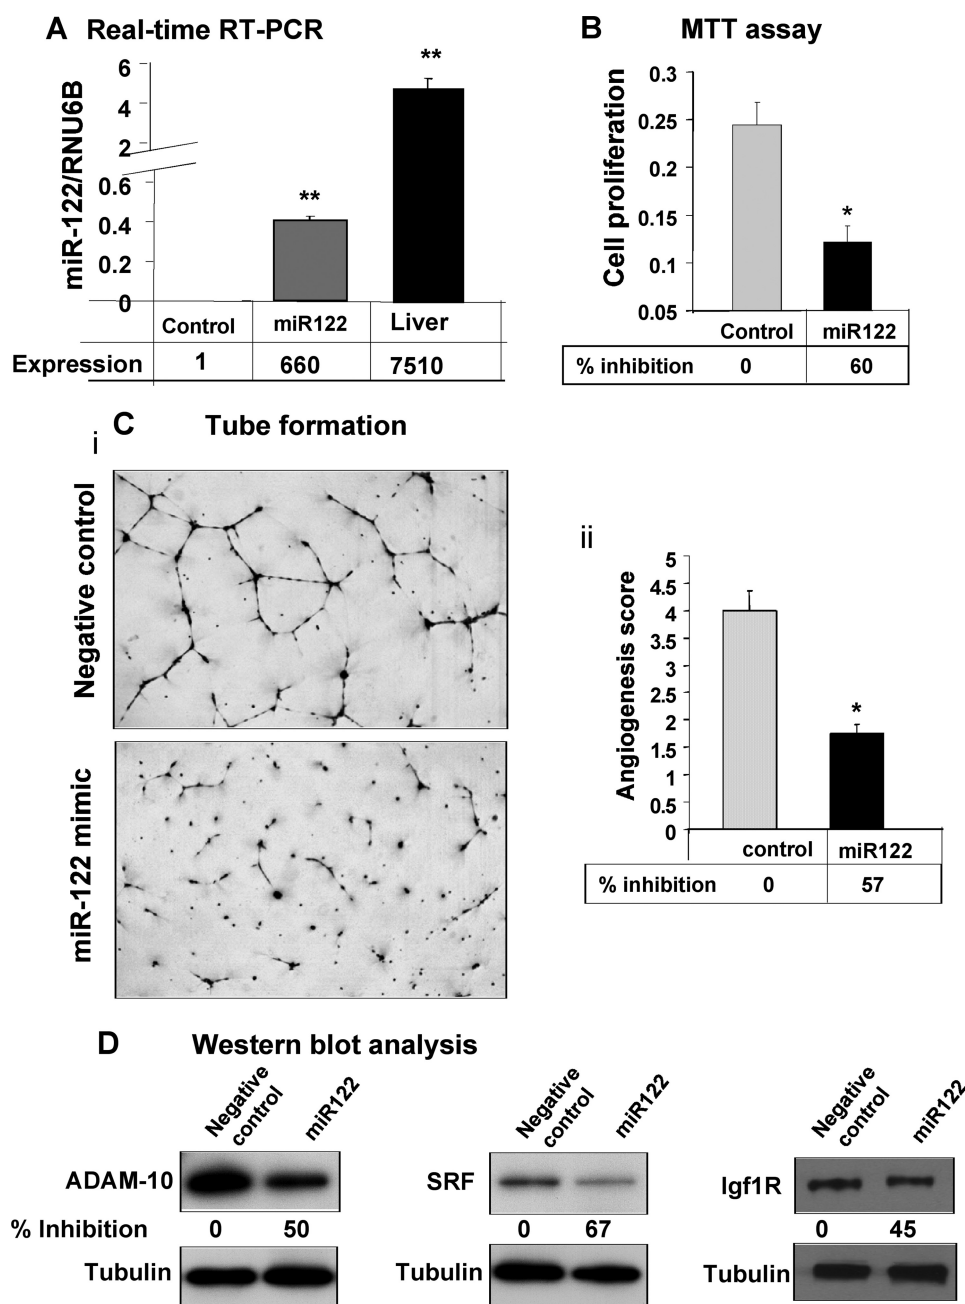 A Real-time RT-PCR
miR-122/RNU6B
6
4
2
0.6
0.4
0.2
0
**
**
Control miR122 Liver
Expression 1 660 7510
B MTT assay
Cell proliferation
0.3
0.25
0.2
0.15
0.1
0.05
*
Control miR122
% inhibition 0 60
C Tube formation
i
Negative control
miR-122 mimic
ii
Angiogenesis score
5
4.5
4
3.5
3
2.5
2
1.5
1
0.5
0
*
control miR122
% inhibition 0 57
D Western blot analysis
Negative control miR122
ADAM-10
% Inhibition 0 50
Tubulin
Negative control miR122
SRF
0 67
Tubulin
Negative control miR122
Igf1R
0 45
Tubulin